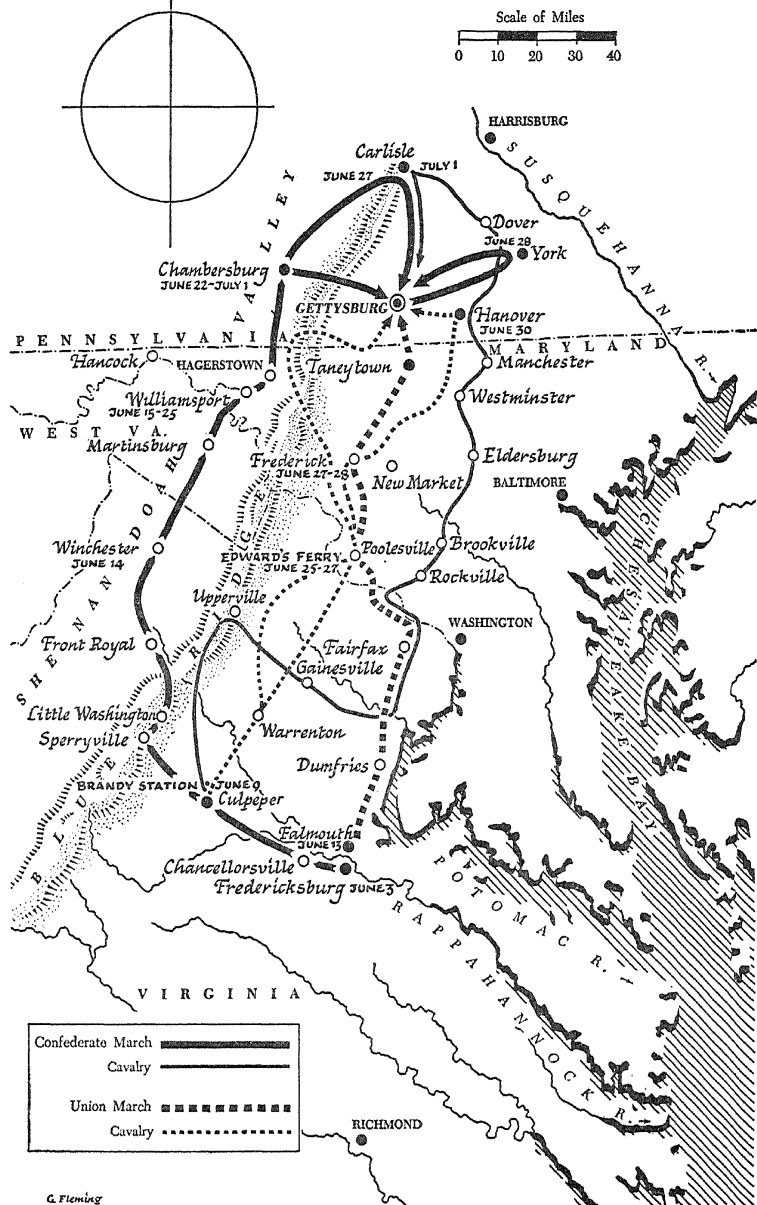 Scale of Miles
0 10 20 30 40
HARRISBURG
SUSQUEHANNA R.
Carlisle
JULY 1
JUNE 27
VALLEY
Dover
JUNE 28
York
Chambersburg
JUNE 22-JULY 1
GETTYSBURG
Hanover
JUNE 30
PENNSYLVANIA
MARYLAND
Hancock
HAGERSTOWN
Taneytown
Manchester
Williamsport
JUNE 15-25
Westminster
WEST VA.
Martinsburg
Frederick
JUNE 27-28
New Market
Eldersburg
BALTIMORE
SHENANDOAH
CHESAPEAKE BAY
Winchester
JUNE 14
EDWARDS FERRY
JUNE 25-27
Poolesville
Brookville
Rockville
Upperville
BLUE RIDGE
WASHINGTON
Front Royal
Fairfax
Gainesville
Little Washington
Warrenton
Sperryville
Dumfries
BRANDY STATION JUNE 9
Culpeper
Falmouth
JUNE 13
Chancellorsville
Fredericksburg JUNE 3
POTOMAC R.
RAPPAHANNOCK R.
VIRGINIA
Confederate March
Cavalry
Union March
Cavalry
RICHMOND
G. Fleming